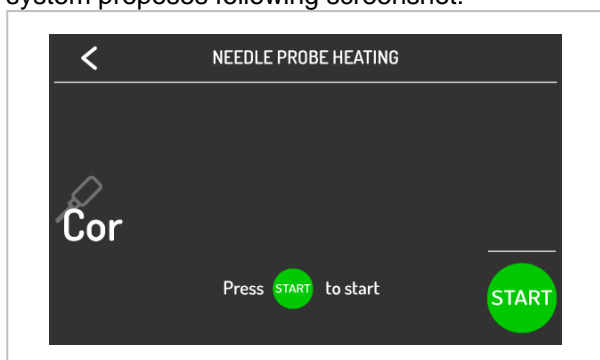 system proposes following screenshot:
NEEDLE PROBE HEATING
Cor
Press START to start
START